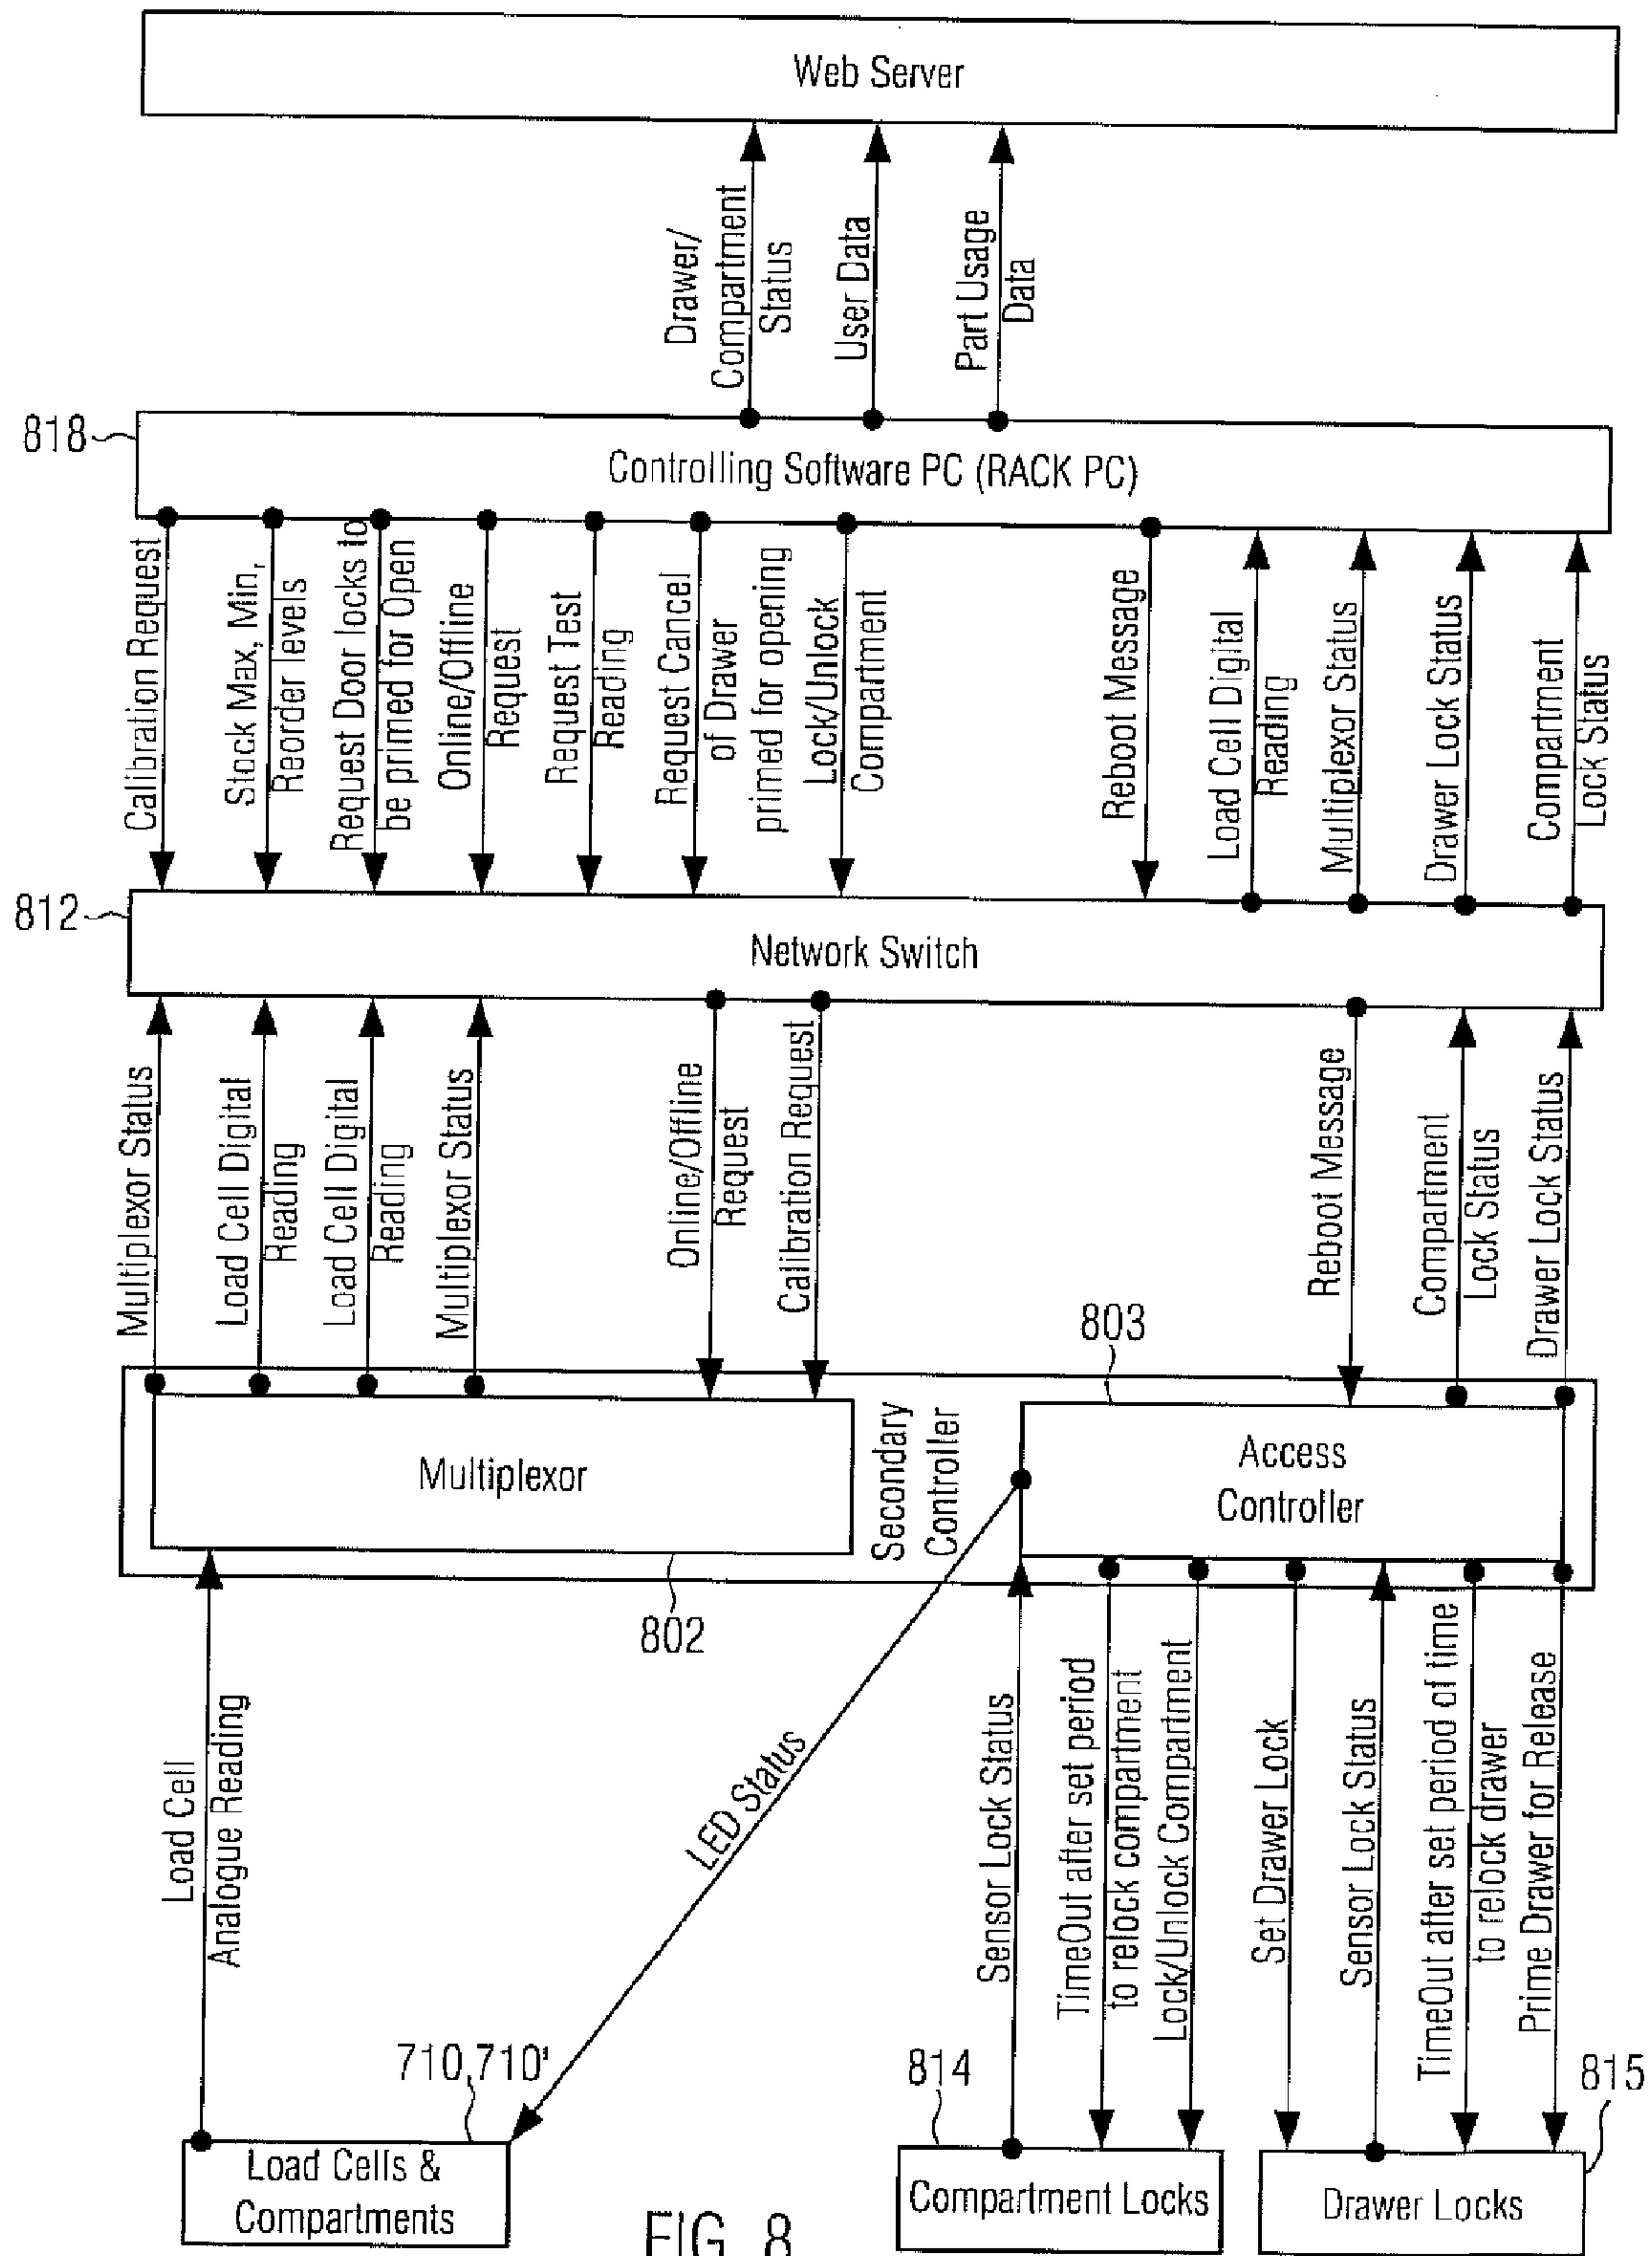 Web Server
Drawer/
Compartment
Status
User Data
Part Usage
Data
818
Controlling Software PC (RACK PC)
Calibration Request
Stock Max, Min,
Reorder levels
Request Door locks to
be primed for Open
Online/Offline
Request
Request Test
Reading
Request Cancel
of Drawer
primed for opening
Lock/Unlock
Compartment
Reboot Message
Load Cell Digital
Reading
Multiplexor Status
Drawer Lock Status
Compartment
Lock Status
812
Network Switch
Multiplexor Status
Load Cell Digital
Reading
Load Cell Digital
Reading
Multiplexor Status
Online/Offline
Request
Calibration Request
Reboot Message
Compartment
Lock Status
Drawer Lock Status
803
Multiplexor
Secondary
Controller
Access
Controller
802
Load Cell
Analogue Reading
LED Status
Sensor Lock Status
TimeOut after set period
to relock compartment
Lock/Unlock Compartment
Set Drawer Lock
Sensor Lock Status
TimeOut after set period of time
to relock drawer
Prime Drawer for Release
710,710'
814
815
Load Cells &
Compartments
Compartment Locks
Drawer Locks
FIG. 8